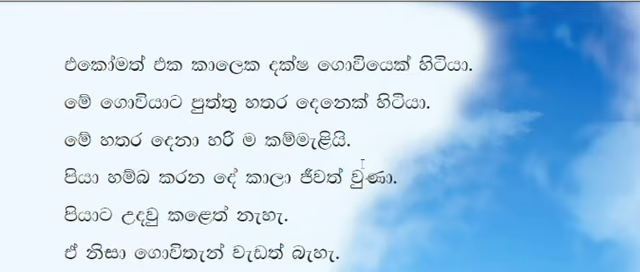 එකෝමත් එක කාලෙක දක්ෂ ගොවියෙක් හිටියා.
මේ ගොවියාට පුත්තු හතර දෙනෙක් හිටියා.
මේ හතර දෙනා හරි ම කම්මැළියි.
පියා හම්බ කරන දේ කාලා ජීවත් වුණා.
පියාට උදවු කළෙත් නැහැ.
ඒ නිසා ගොවිතැන් වැඩත් බැහැ.